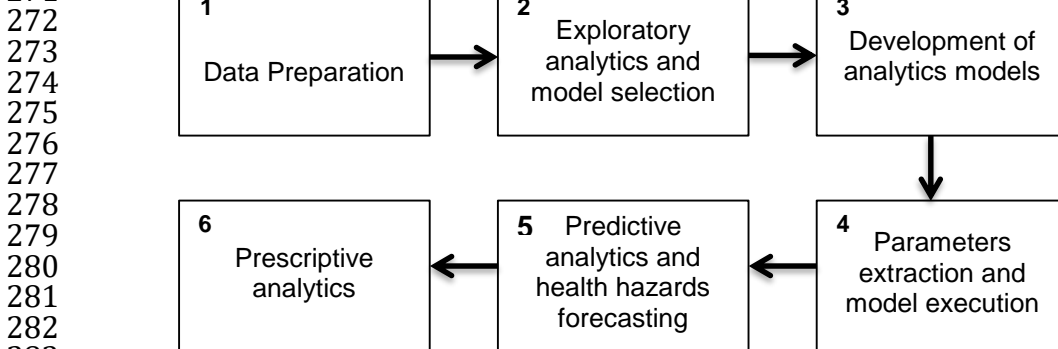 272
273
274
275
276
277
278
279
280
281
282
1
Data Preparation
2
Exploratory
analytics and
model selection
3
Development of
analytics models
4
Parameters
extraction and
model execution
5
Predictive
analytics and
health hazards
forecasting
6
Prescriptive
analytics